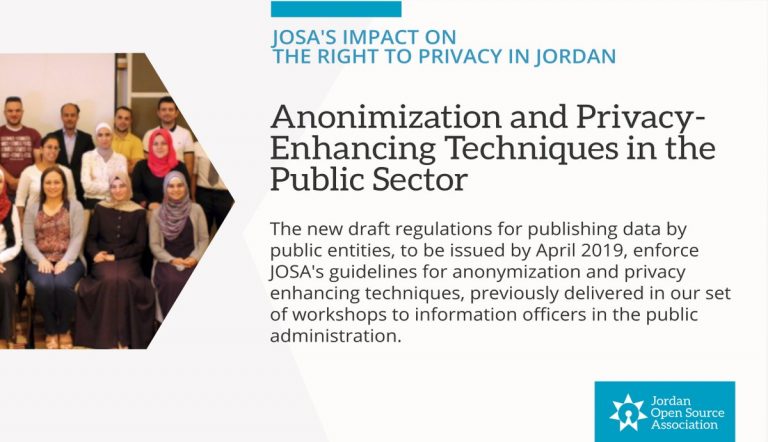 JOSA'S IMPACT ON
THE RIGHT TO PRIVACY IN JORDAN
Anonimization and Privacy-
Enhancing Techniques in the
Public Sector
The new draft regulations for publishing data by
public entities, to be issued by April 2019, enforce
JOSA's guidelines for anonymization and privacy
enhancing techniques, previously delivered in our set
of workshops to information officers in the public
administration.
Jordan
Open Source
Association